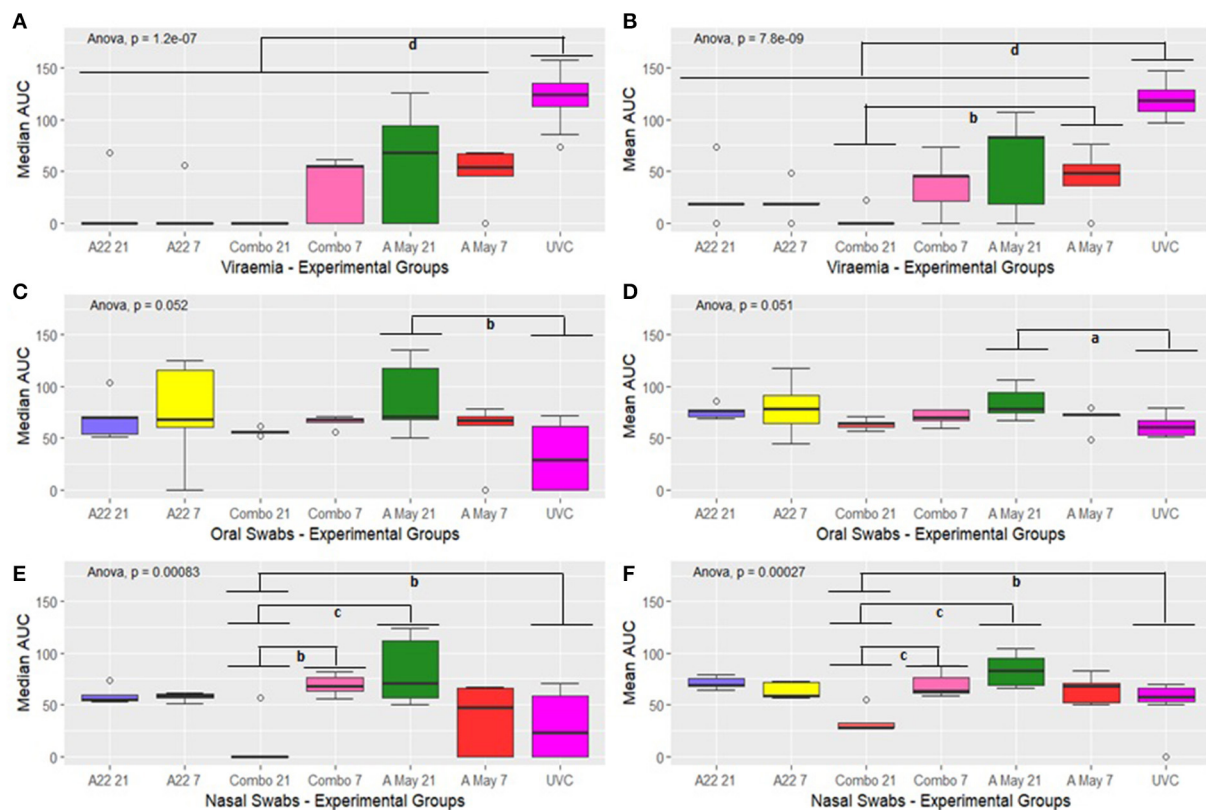 A
Anova, p = 1.2e-07
d
Median AUC
150
100
50
0
A22 21 A22 7 Combo 21 Combo 7 A May 21 A May 7 UVC
Viraemia - Experimental Groups
B
Anova, p = 7.8e-09
d
b
Mean AUC
150
100
50
0
A22 21 A22 7 Combo 21 Combo 7 A May 21 A May 7 UVC
Viraemia - Experimental Groups
C
Anova, p = 0.052
b
Median AUC
150
100
50
0
A22 21 A22 7 Combo 21 Combo 7 A May 21 A May 7 UVC
Oral Swabs - Experimental Groups
D
Anova, p = 0.051
a
Mean AUC
150
100
50
0
A22 21 A22 7 Combo 21 Combo 7 A May 21 A May 7 UVC
Oral Swabs - Experimental Groups
E
Anova, p = 0.00083
b
c
b
Median AUC
150
100
50
0
A22 21 A22 7 Combo 21 Combo 7 A May 21 A May 7 UVC
Nasal Swabs - Experimental Groups
F
Anova, p = 0.00027
b
c
c
Mean AUC
150
100
50
0
A22 21 A22 7 Combo 21 Combo 7 A May 21 A May 7 UVC
Nasal Swabs - Experimental Groups